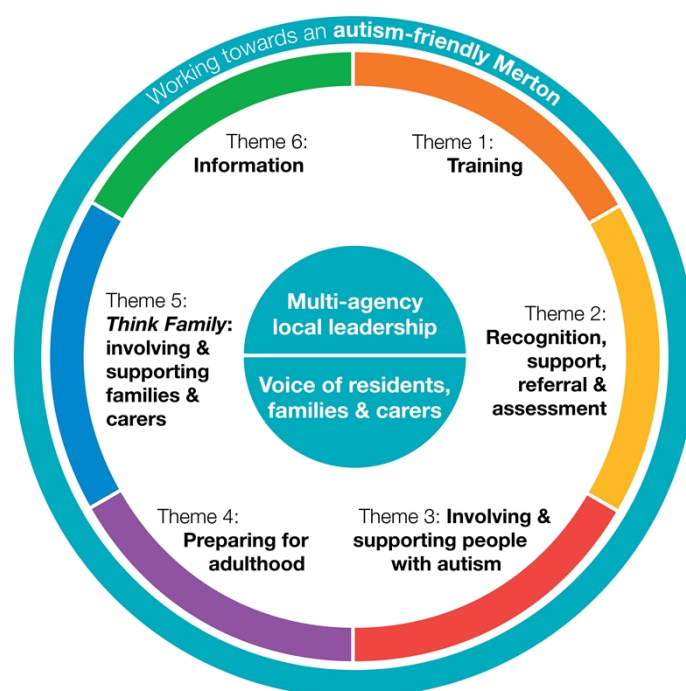 Working towards an autism-friendly Merton
Theme 6:
Information
Theme 1:
Training
Theme 5:
Think Family:
involving &
supporting
families &
carers
Multi-agency
local leadership
Voice of residents,
families & carers
Theme 2:
Recognition,
support,
referral &
assessment
Theme 4:
Preparing for
adulthood
Theme 3: Involving &
supporting people
with autism